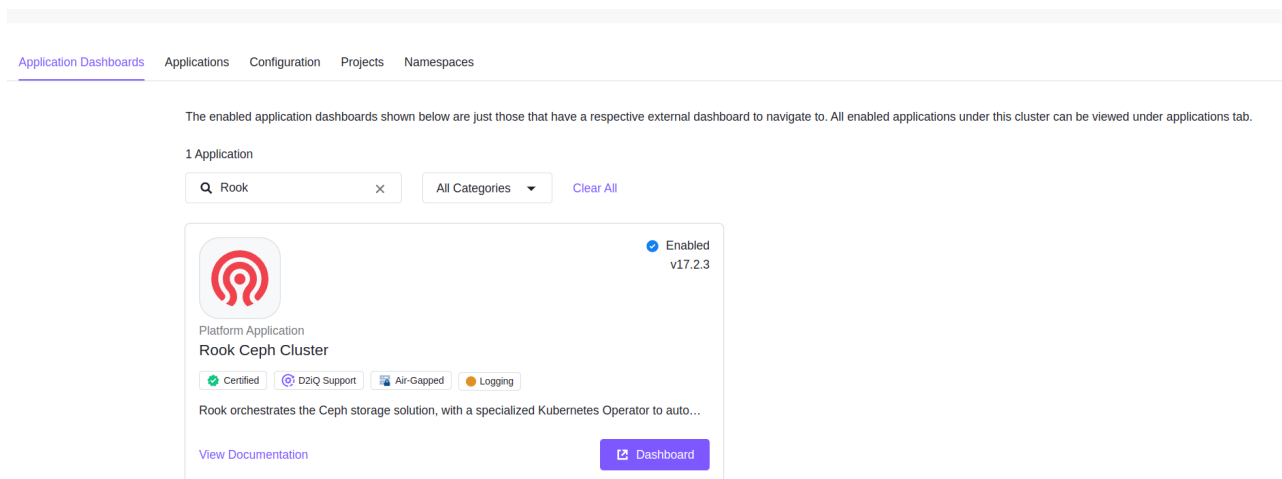 Application Dashboards Applications Configuration Projects Namespaces
The enabled application dashboards shown below are just those that have a respective external dashboard to navigate to. All enabled applications under this cluster can be viewed under applications tab.
1 Application
Rook All Categories Clear All
Enabled
v17.2.3
Platform Application
Rook Ceph Cluster
Certified D2iQ Support Air-Gapped Logging
Rook orchestrates the Ceph storage solution, with a specialized Kubernetes Operator to auto…
View Documentation Dashboard